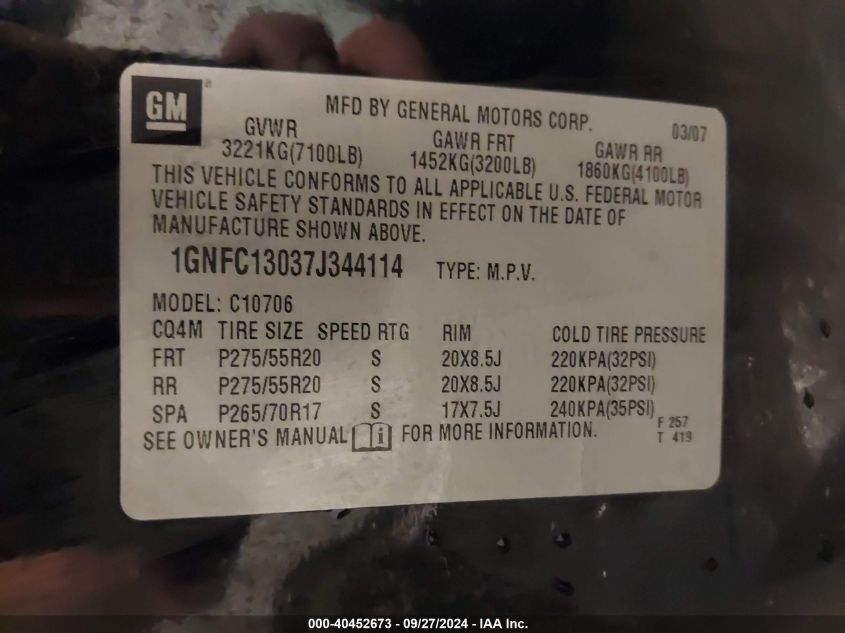 GM
MFD BY GENERAL MOTORS CORP. 03/07
GVWR GAWR FRT GAWR RR
3221KG(7100LB) 1452KG(3200LB) 1860KG(4100LB)
THIS VEHICLE CONFORMS TO ALL APPLICABLE U.S. FEDERAL MOTOR
VEHICLE SAFETY STANDARDS IN EFFECT ON THE DATE OF
MANUFACTURE SHOWN ABOVE.
1GNFC13037J344114 TYPE: M.P.V.
MODEL: C10706
CQ4M TIRE SIZE SPEED RTG RIM COLD TIRE PRESSURE
FRT P275/55R20 S 20X8.5J 220KPA(32PSI)
RR P275/55R20 S 20X8.5J 220KPA(32PSI)
SPA P265/70R17 S 17X7.5J 240KPA(35PSI)
SEE OWNER'S MANUAL FOR MORE INFORMATION.
F 257
T 419
000-40452673 - 09/27/2024 - IAA Inc.